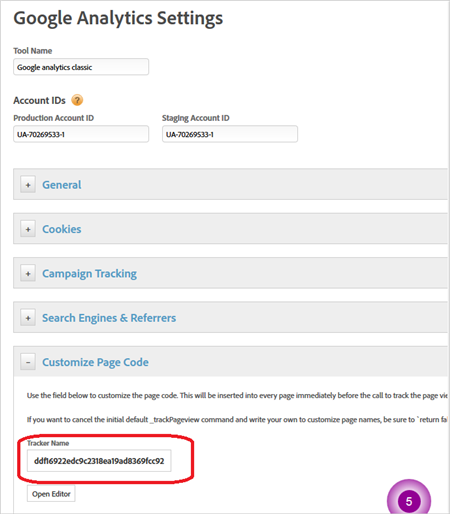 Google Analytics Settings
Tool Name
Google analytics classic
Account IDs ?
Production Account ID Staging Account ID
UA-70269533-1 UA-70269533-1
+ General
+ Cookies
+ Campaign Tracking
+ Search Engines & Referrers
– Customize Page Code
Use the field below to customize the page code. This will be inserted into every page immediately before the call to track the page vie
If you want to cancel the initial default _trackPageview command and write your own to customize page names, be sure to `return fa
Tracker Name
ddf16922edc9c2318ea19ad8369fcc92
Open Editor
5